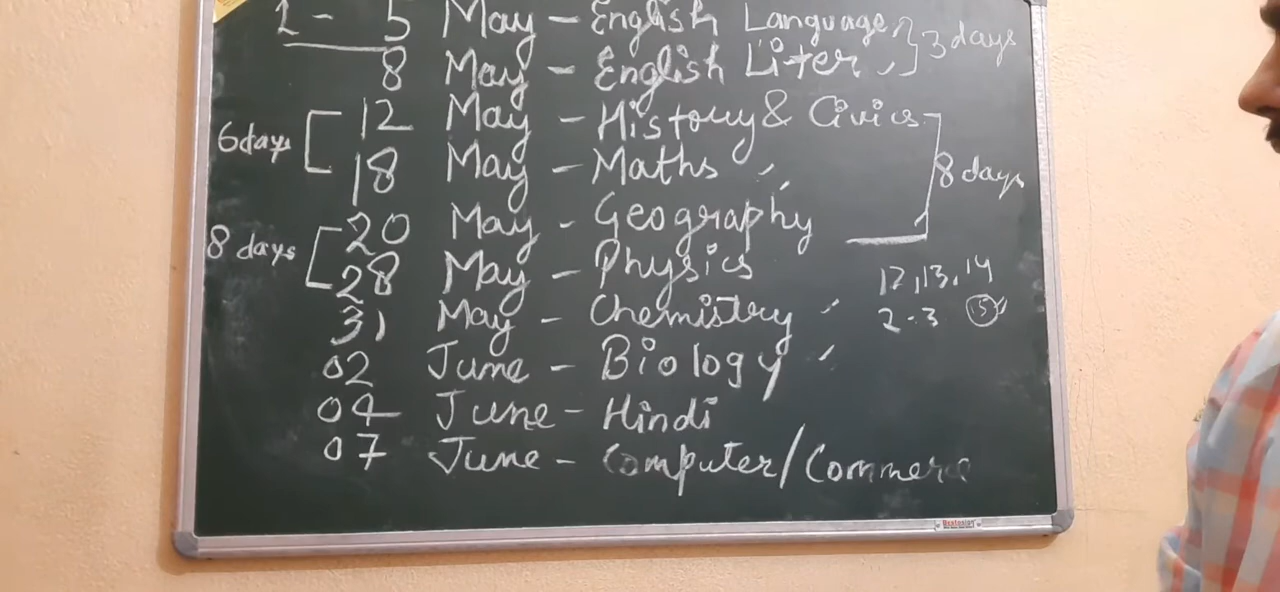 1 - 5 May - English Language } 3 days
8 May - English Liter
6 days [ 12 May - History & Civics
18 May - Maths 8 days
20 May - Geography
8 days [ 28 May - Physics 12, 13, 14
31 May - Chemistry 2-3 15
02 June - Biology
04 June - Hindi
07 June - Computer/Commerc